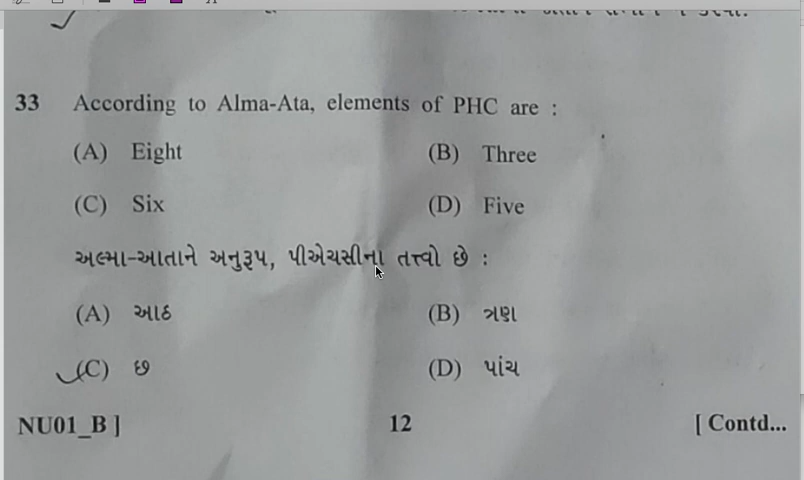 33 According to Alma-Ata, elements of PHC are :
(A) Eight (B) Three
(C) Six (D) Five
અલ્મા-આતાને અનુરૂપ, પીએચસીના તત્ત્વો છે :
(A) આઠ (B) ત્રણ
(C) છ (D) પાંચ
NU01_B ] 12 [ Contd...